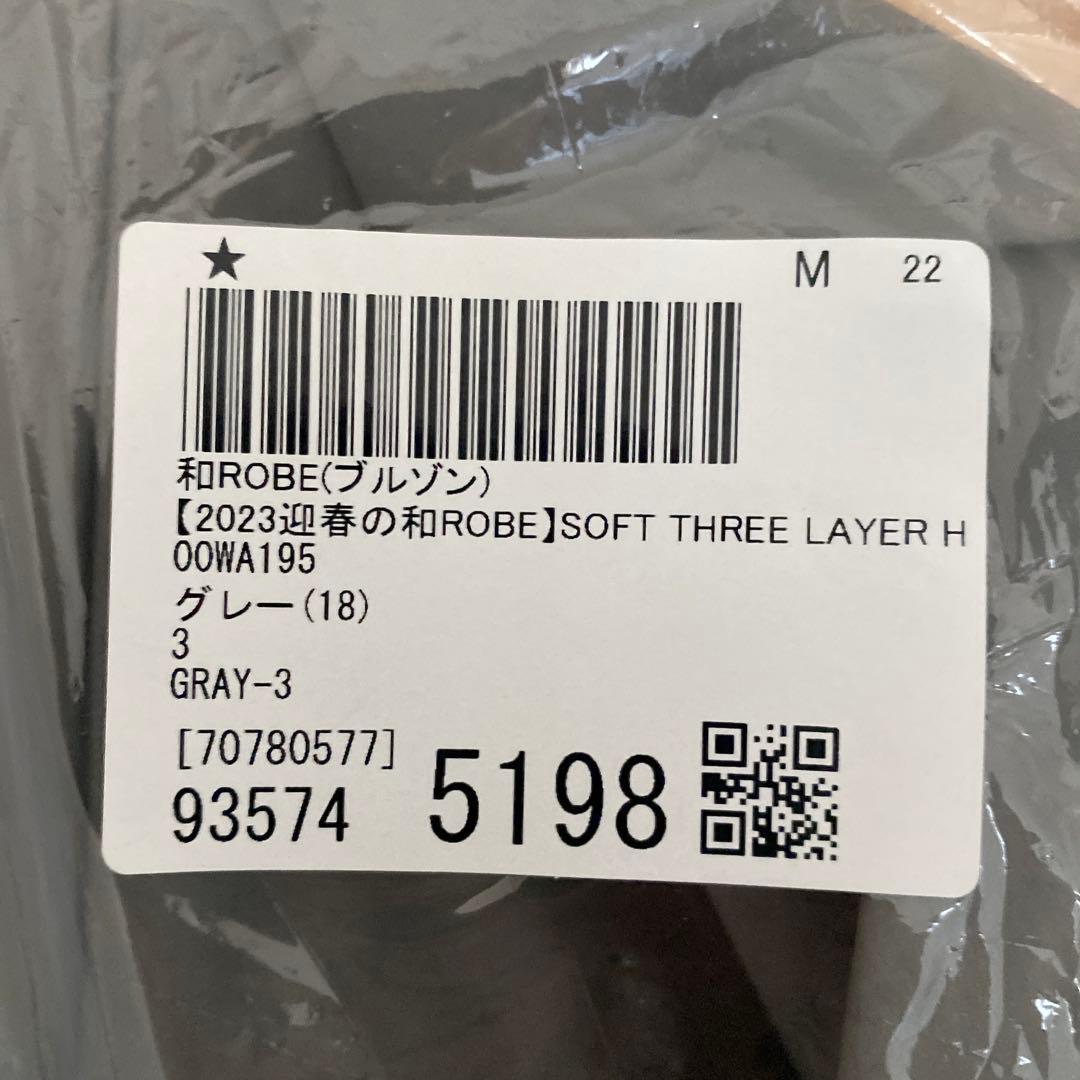 ★ M 22
和ROBE(ブルゾン)
【2023迎春の和ROBE】SOFT THREE LAYER H
00WA195
グレー(18)
3
GRAY-3
[70780577]
93574 5198